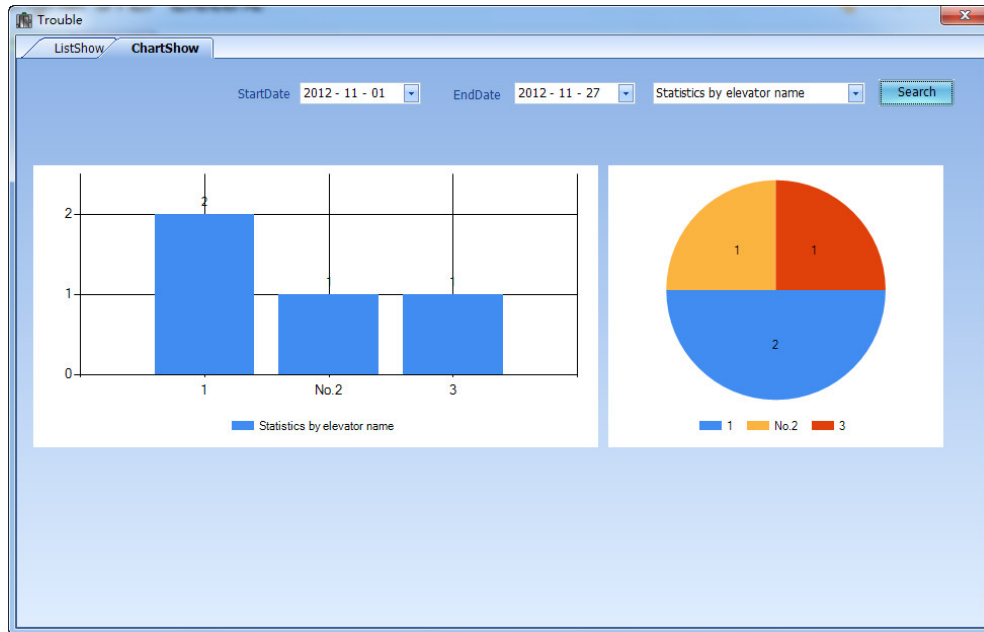 Trouble
ListShow ChartShow
StartDate 2012 - 11 - 01 EndDate 2012 - 11 - 27 Statistics by elevator name Search
2
2
1 1 1
0
1 No.2 3
Statistics by elevator name
1 1
2
1 No.2 3